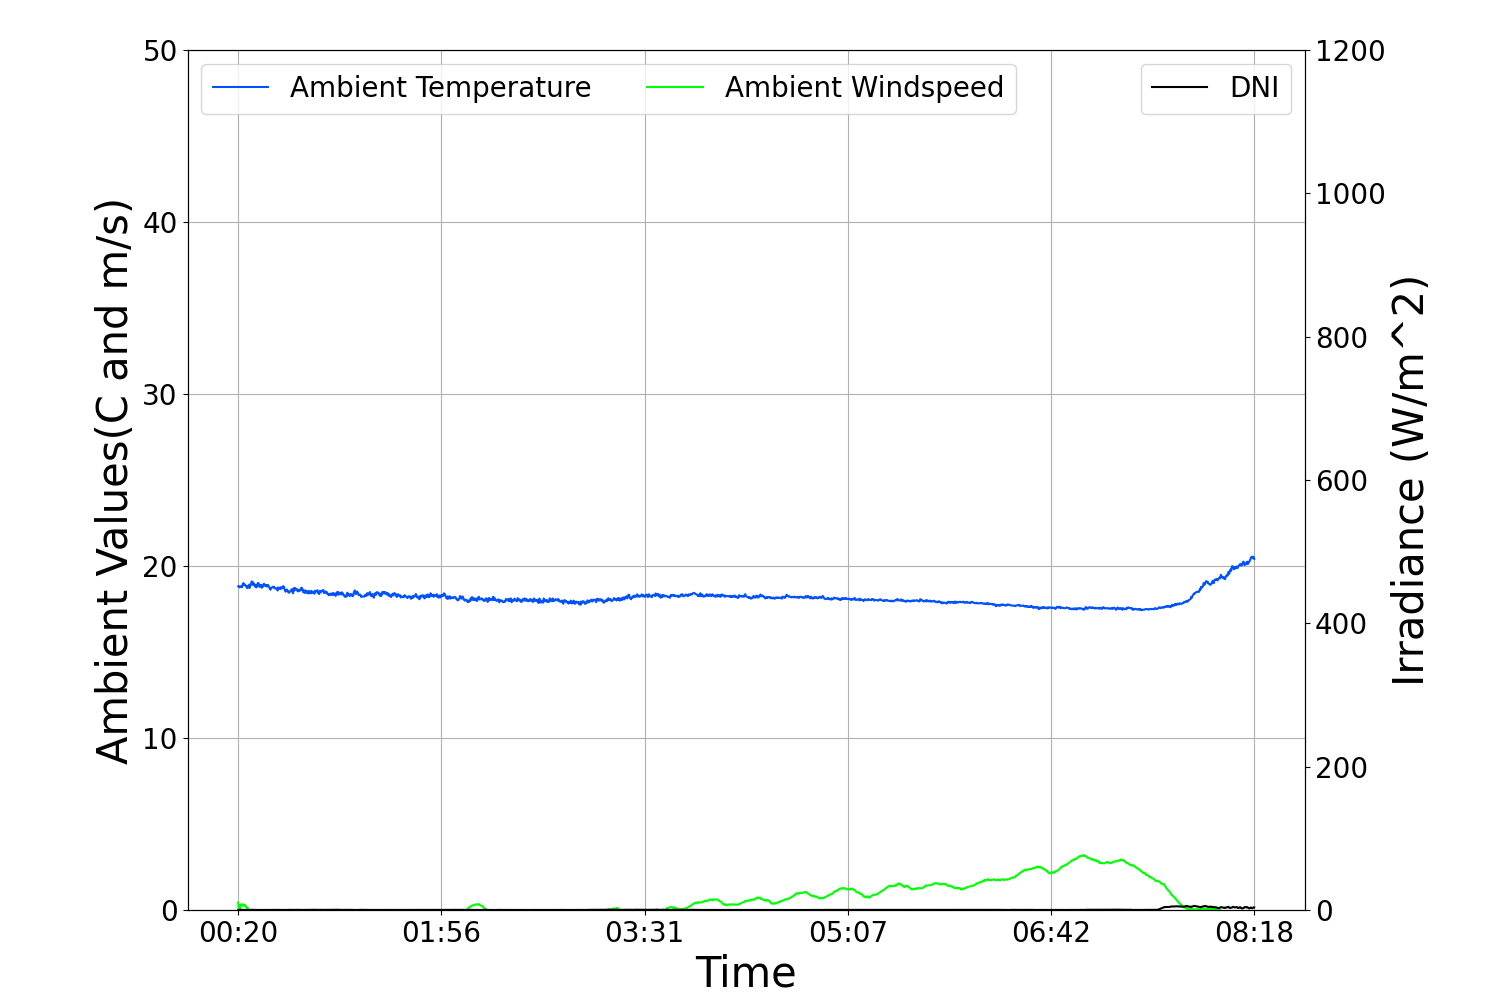 Ambient Temperature Ambient Windspeed DNI
Ambient Values(C and m/s)
50
40
30
20
10
0
1200
1000
800
600
400
200
0
Irradiance (W/m^2)
00:20 01:56 03:31 05:07 06:42 08:18
Time